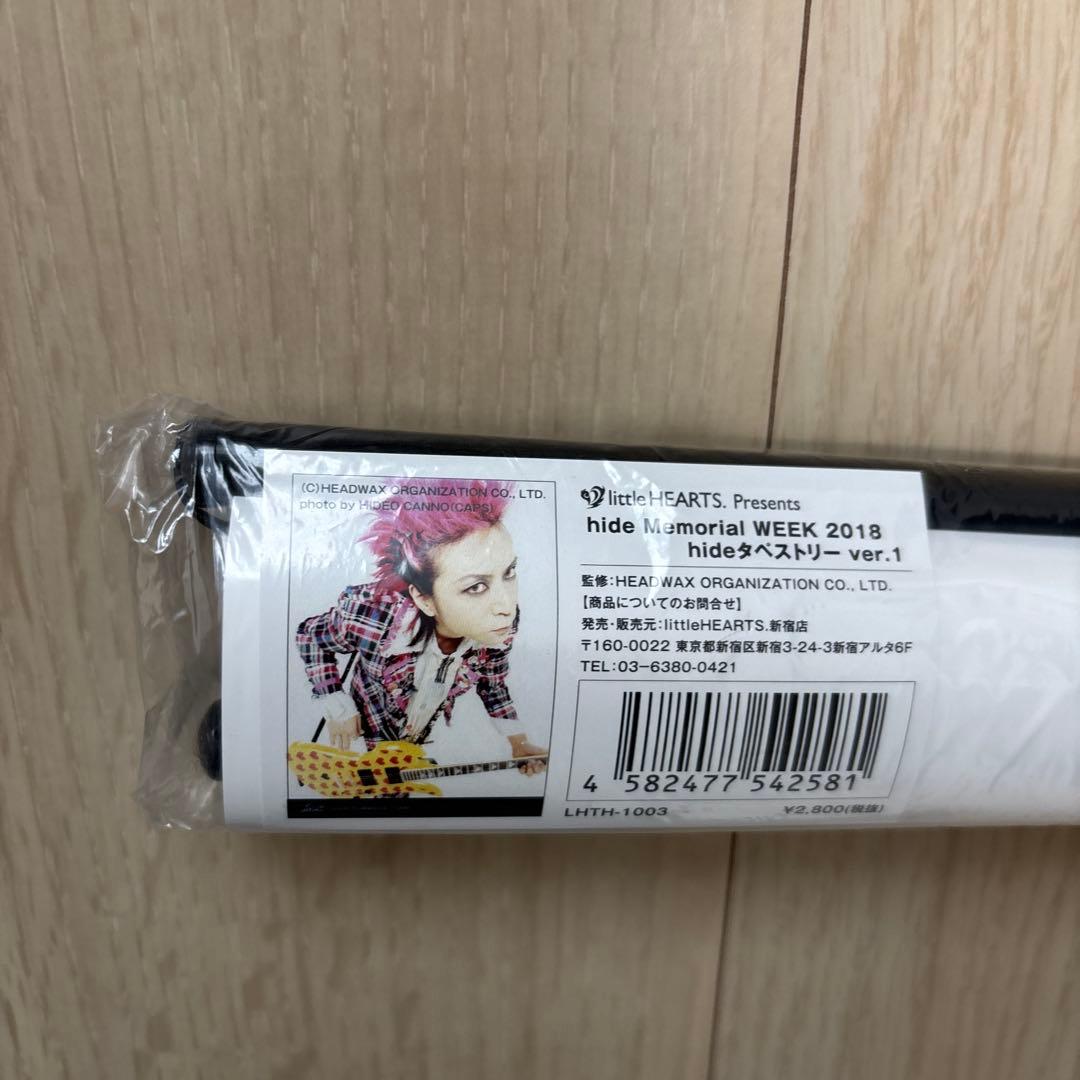 (C)HEADWAX ORGANIZATION CO., LTD.
photo by HIDEO CANNO(CAPS)
littleHEARTS. Presents
hide Memorial WEEK 2018
hideタペストリー ver.1
監修:HEADWAX ORGANIZATION CO., LTD.
【商品についてのお問合せ】
発売・販売元:littleHEARTS.新宿店
〒160-0022 東京都新宿区新宿3-24-3新宿アルタ6F
TEL:03-6380-0421
4 582477 542581
LHTH-1003 ¥2,800(税抜)